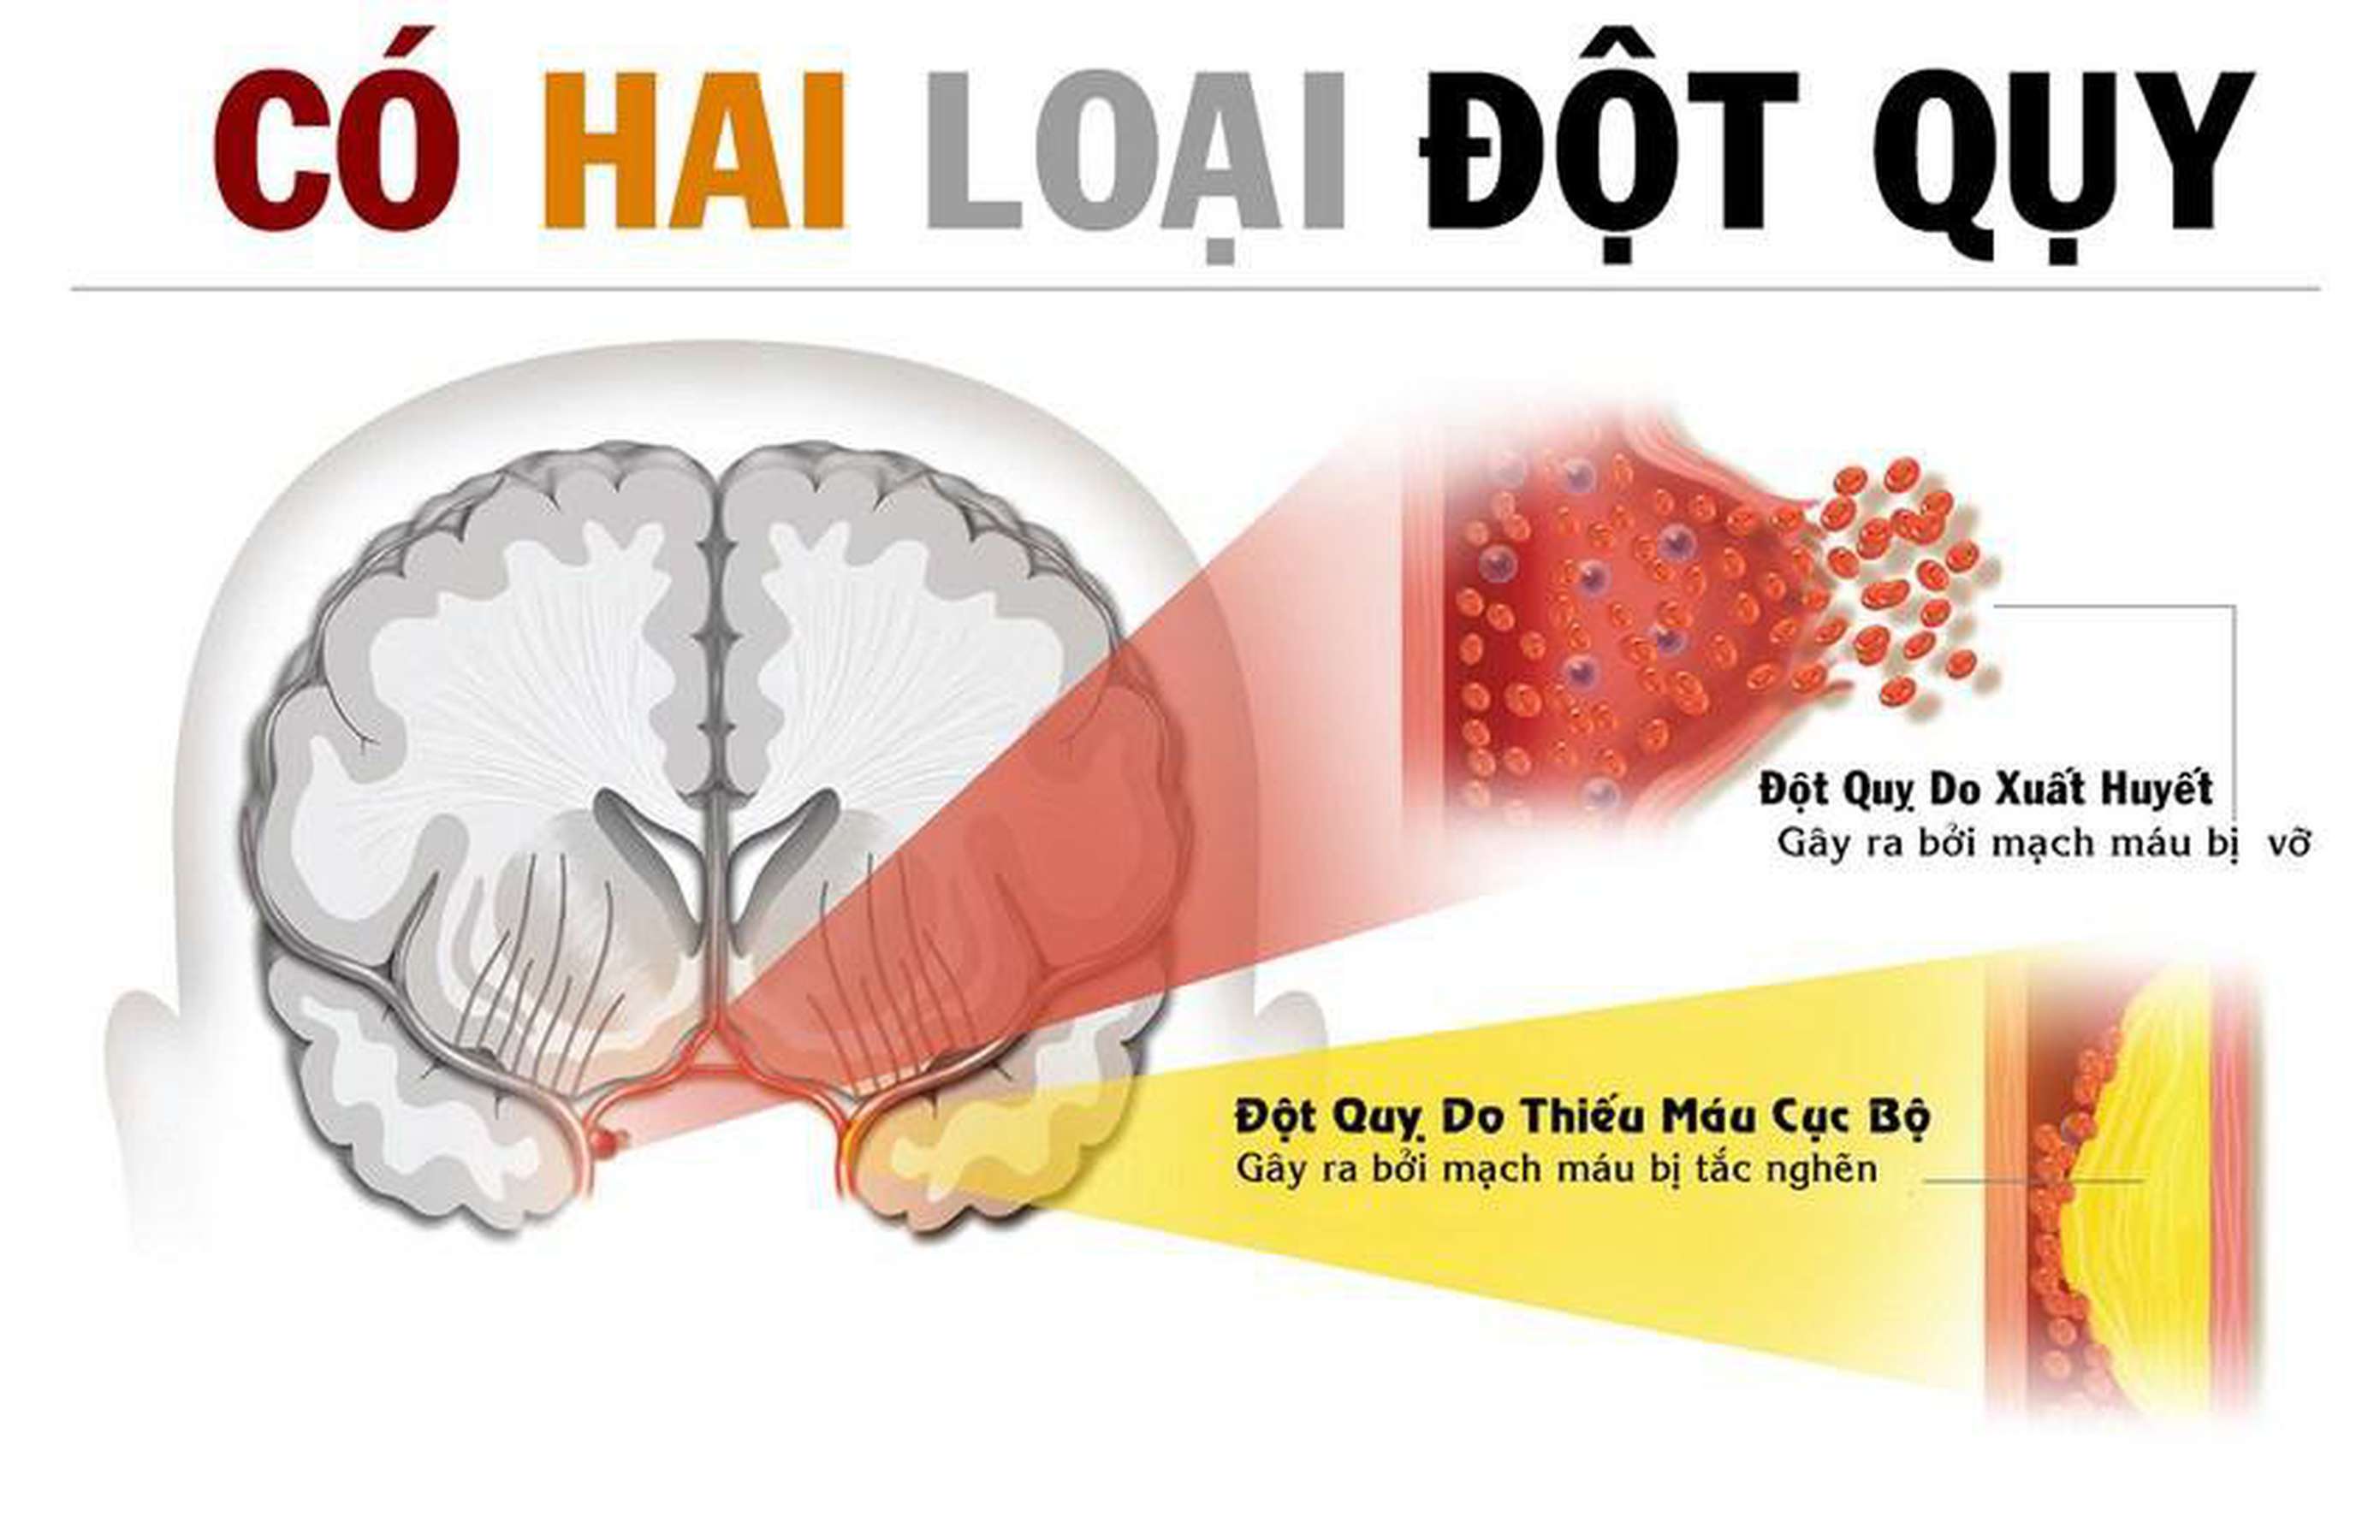 CÓ HAI LOẠI ĐỘT QUỴ
Đột Quỵ Do Xuất Huyết
Gây ra bởi mạch máu bị vỡ
Đột Quỵ Do Thiếu Máu Cục Bộ
Gây ra bởi mạch máu bị tắc nghẽn